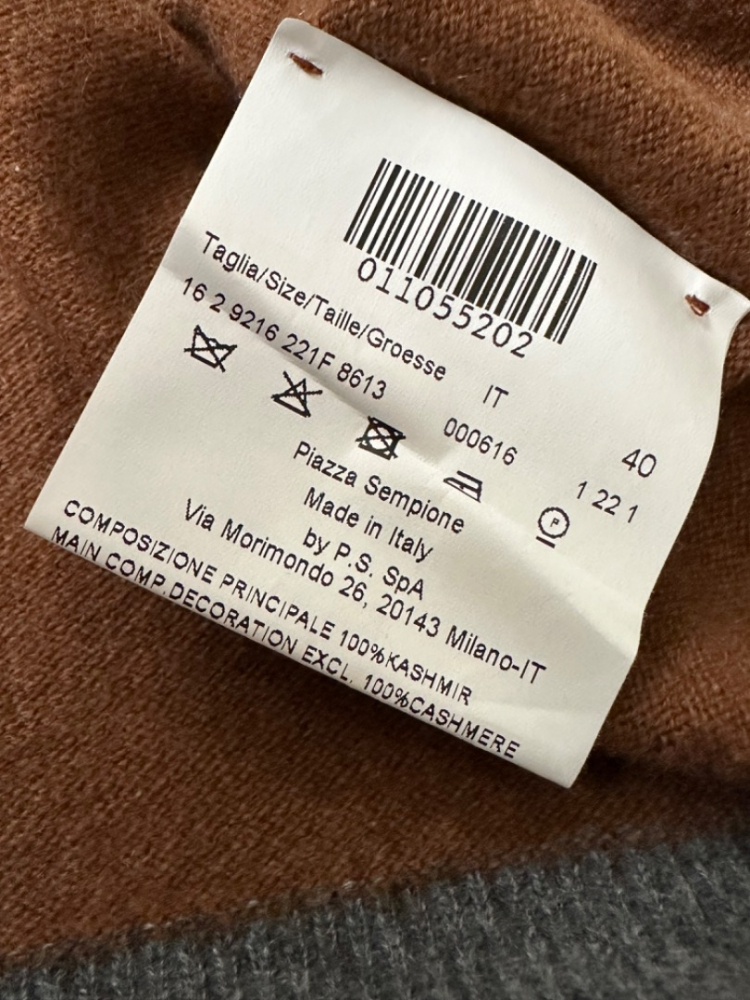 011055202
Taglia/Size/Taille/Groesse IT 40
16 2 9216 221F 8613 000616 1 22 1
P
Piazza Sempione
Made in Italy
by P.S. SpA
Via Morimondo 26, 20143 Milano-IT
COMPOSIZIONE PRINCIPALE 100%KASHMIR
MAIN COMP.DECORATION EXCL. 100%CASHMERE